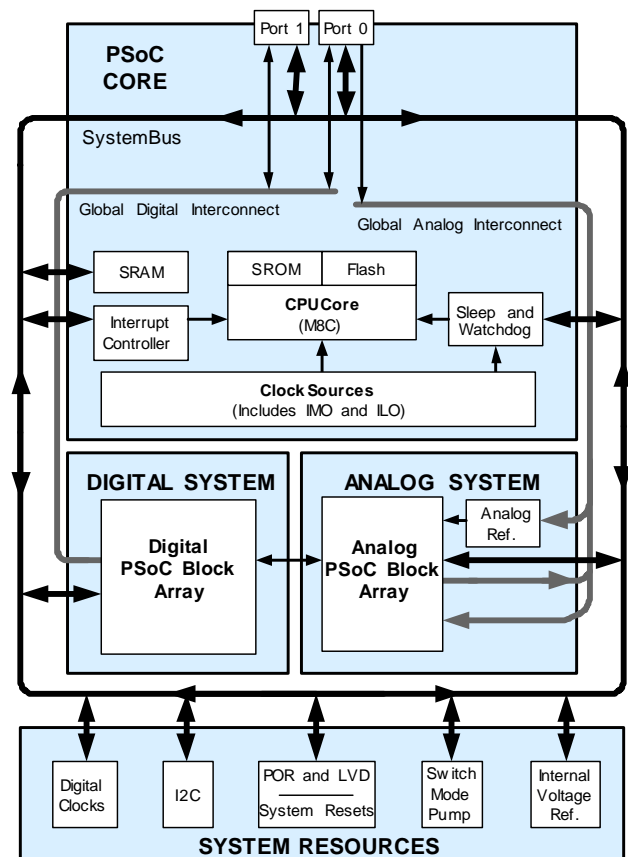 Port 1
Port 0
PSoC
CORE
SystemBus
Global Digital Interconnect
Global Analog Interconnect
SRAM
SROM
Flash
CPUCore
(M8C)
Interrupt
Controller
Sleep and
Watchdog
ClockSources
(Includes IMO and ILO)
DIGITAL SYSTEM
ANALOG SYSTEM
Digital
PSoC Block
Array
Analog
PSoC Block
Array
Analog
Ref.
Digital
Clocks
I2C
POR and LVD
System Resets
Switch
Mode
Pump
Internal
Voltage
Ref.
SYSTEM RESOURCES